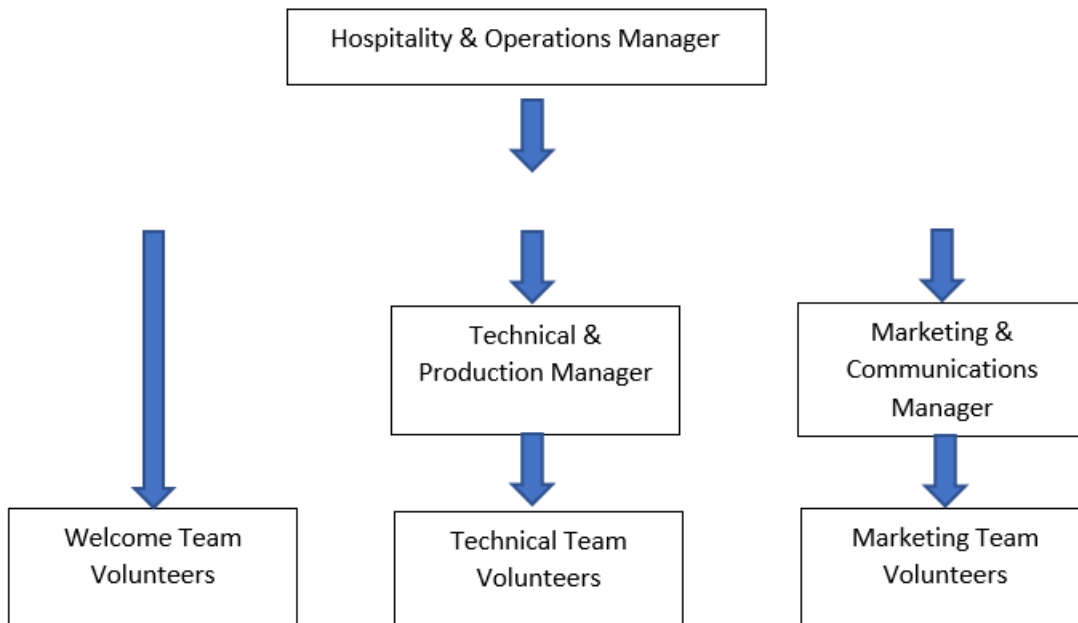 Hospitality & Operations Manager
Technical &
Production Manager
Marketing &
Communications
Manager
Welcome Team
Volunteers
Technical Team
Volunteers
Marketing Team
Volunteers